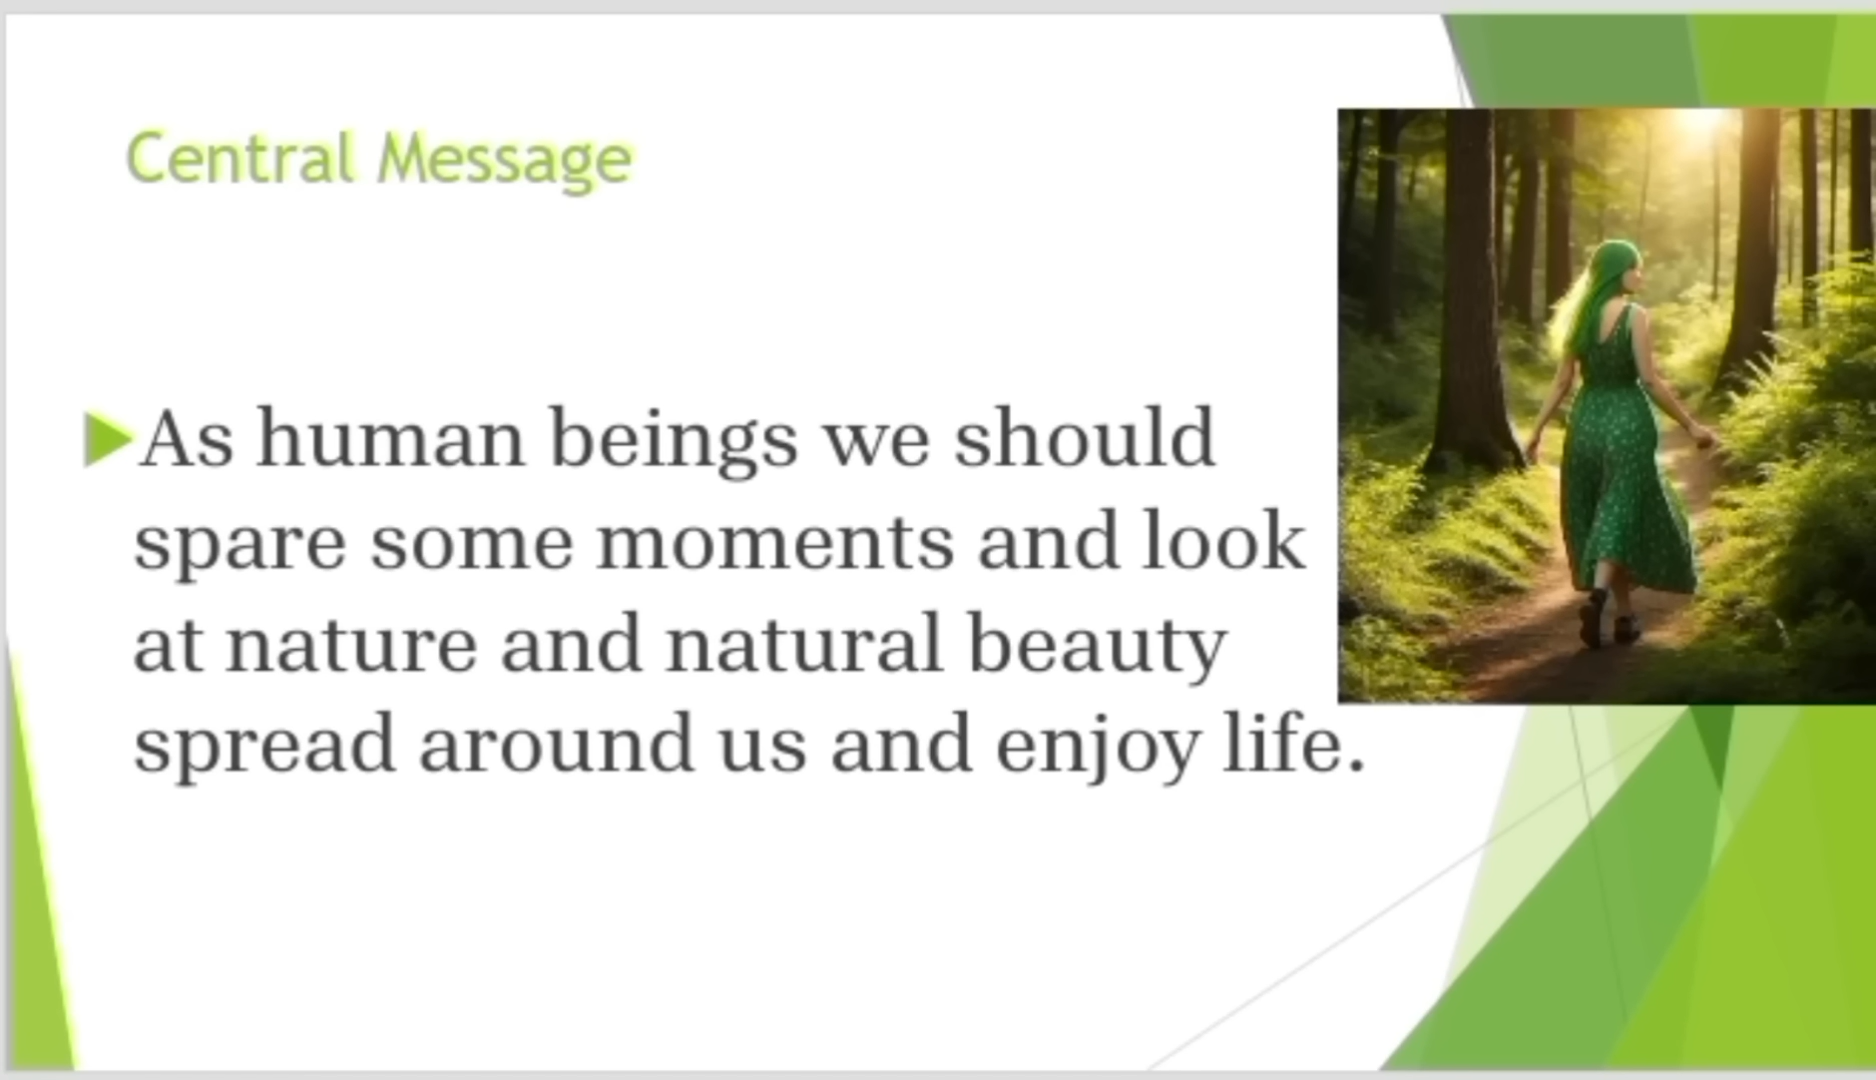 Central Message
As human beings we should
spare some moments and look
at nature and natural beauty
spread around us and enjoy life.